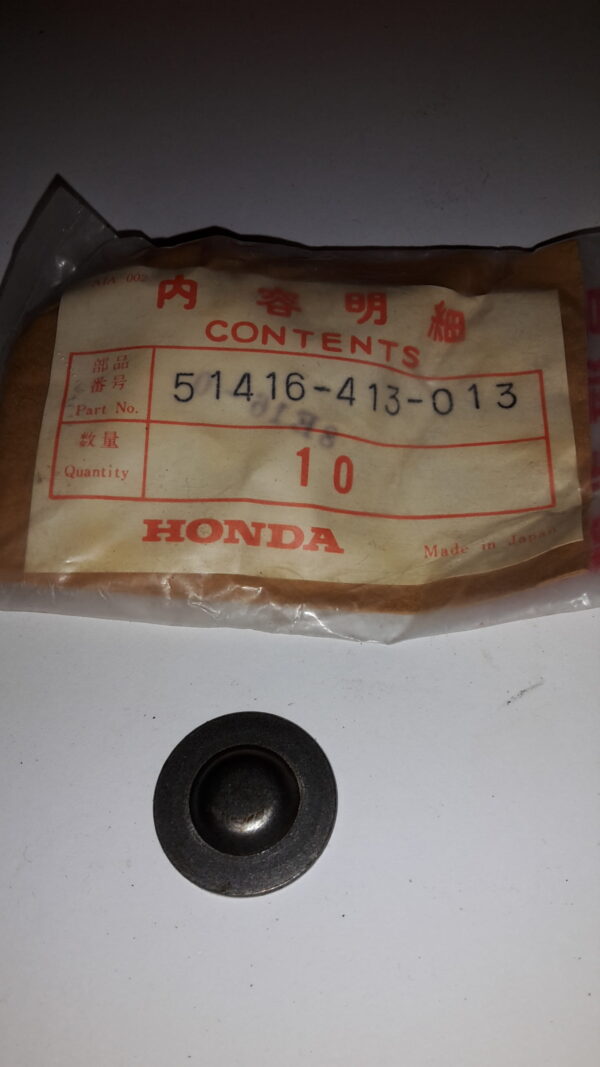 内容明細
CONTENTS
部品
番号
Part No.
51416-413-013
数量
Quantity
10
HONDA
Made in Japan